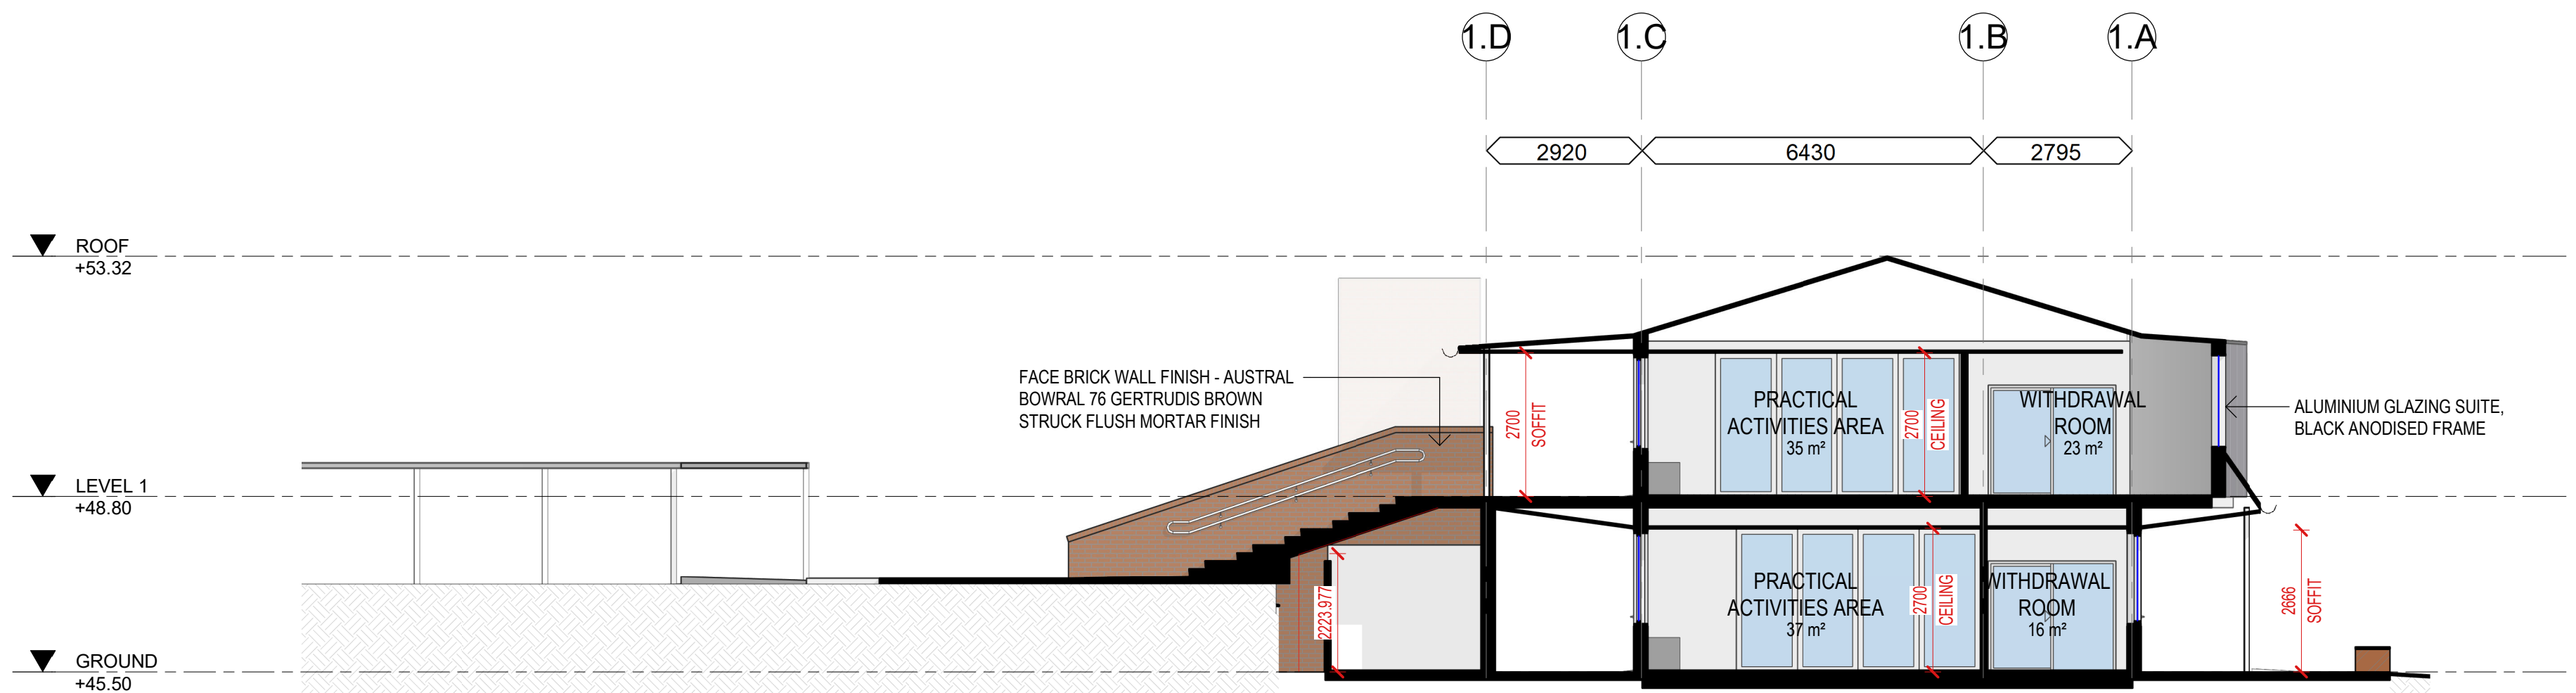 1.D
1.C
1.B
1.A
2920
6430
2795
ROOF
+53.32
FACE BRICK WALL FINISH - AUSTRAL
BOWRAL 76 GERTRUDIS BROWN
STRUCK FLUSH MORTAR FINISH
2700
SOFFIT
PRACTICAL
ACTIVITIES AREA
35 m²
2700
CEILING
WITHDRAWAL
ROOM
23 m²
ALUMINIUM GLAZING SUITE,
BLACK ANODISED FRAME
LEVEL 1
+48.80
2223.977
PRACTICAL
ACTIVITIES AREA
37 m²
2700
CEILING
WITHDRAWAL
ROOM
16 m²
2666
SOFFIT
GROUND
+45.50